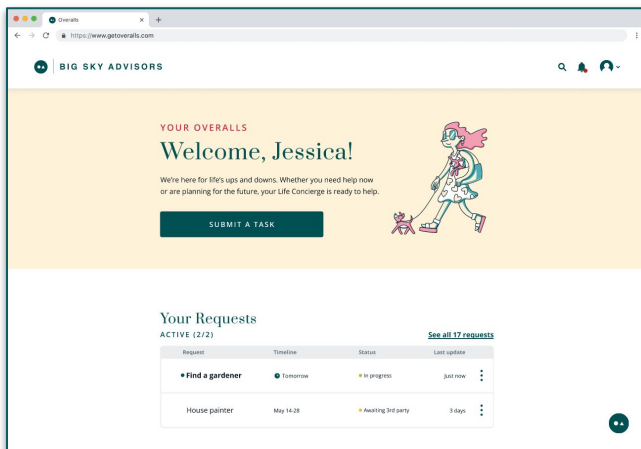 Overalls
https://www.getoveralls.com
BIG SKY ADVISORS
YOUR OVERALLS
Welcome, Jessica!
We're here for life's ups and downs. Whether you need help now
or are planning for the future, your Life Concierge is ready to help.
SUBMIT A TASK
Your Requests
ACTIVE (2/2)
See all 17 requests
Request Timeline Status Last update
Find a gardener Tomorrow In progress Just now
House painter May 14-28 Awaiting 3rd party 3 days